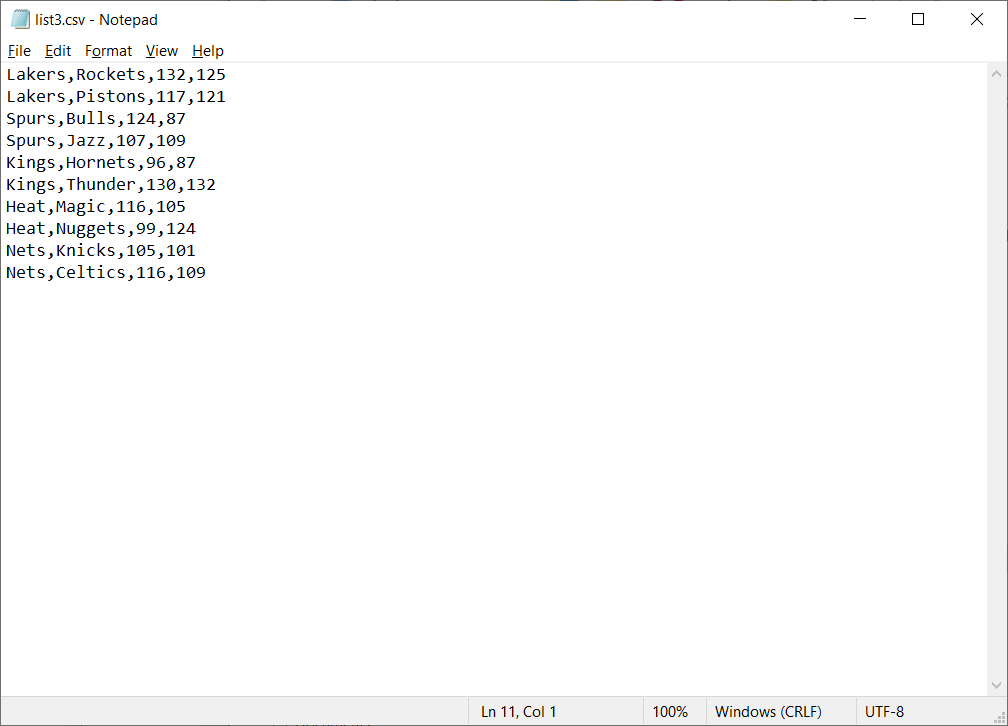 list3.csv - Notepad
File Edit Format View Help
Lakers,Rockets,132,125
Lakers,Pistons,117,121
Spurs,Bulls,124,87
Spurs,Jazz,107,109
Kings,Hornets,96,87
Kings,Thunder,130,132
Heat,Magic,116,105
Heat,Nuggets,99,124
Nets,Knicks,105,101
Nets,Celtics,116,109
Ln 11, Col 1 100% Windows (CRLF) UTF-8